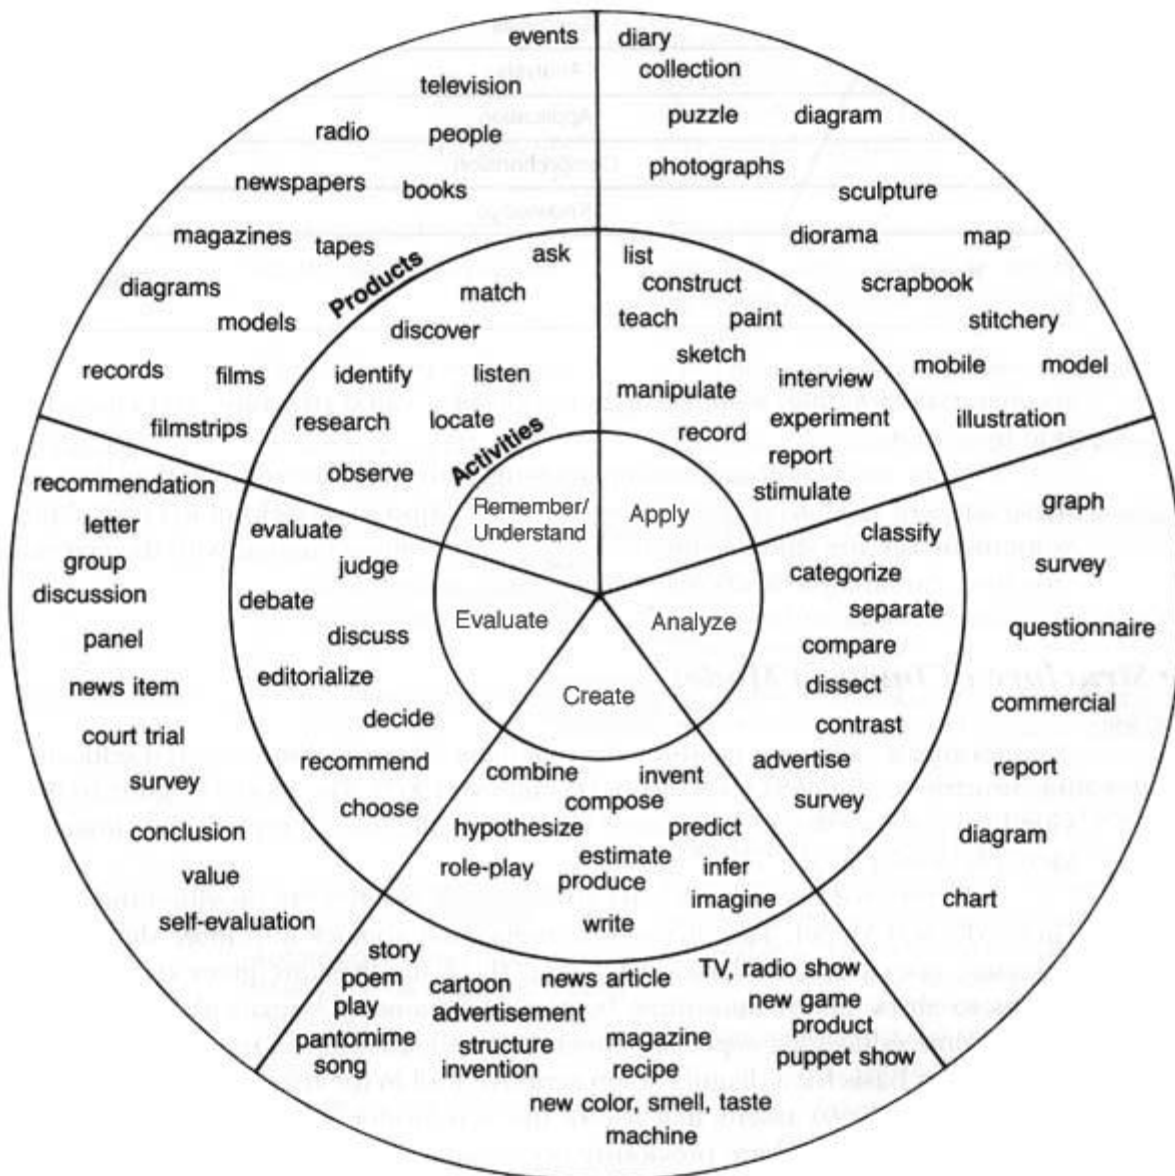 events
television
radio
people
newspapers
books
magazines
tapes
diagrams
models
records
films
filmstrips
Products
ask
match
discover
identify
listen
research
locate
observe
Activities
Remember/
Understand
diary
collection
puzzle
diagram
photographs
sculpture
diorama
map
scrapbook
stitchery
mobile
model
illustration
list
construct
teach
paint
sketch
manipulate
interview
experiment
record
report
stimulate
Apply
graph
survey
questionnaire
commercial
report
diagram
chart
classify
categorize
separate
compare
dissect
contrast
advertise
survey
Analyze
Create
combine
invent
compose
hypothesize
predict
estimate
role-play
infer
produce
imagine
write
story
poem
play
pantomime
song
cartoon
news article
TV, radio show
advertisement
new game
product
structure
magazine
puppet show
invention
recipe
new color, smell, taste
machine
Evaluate
evaluate
judge
debate
discuss
editorialize
decide
recommend
choose
recommendation
letter
group
discussion
panel
news item
court trial
survey
conclusion
value
self-evaluation